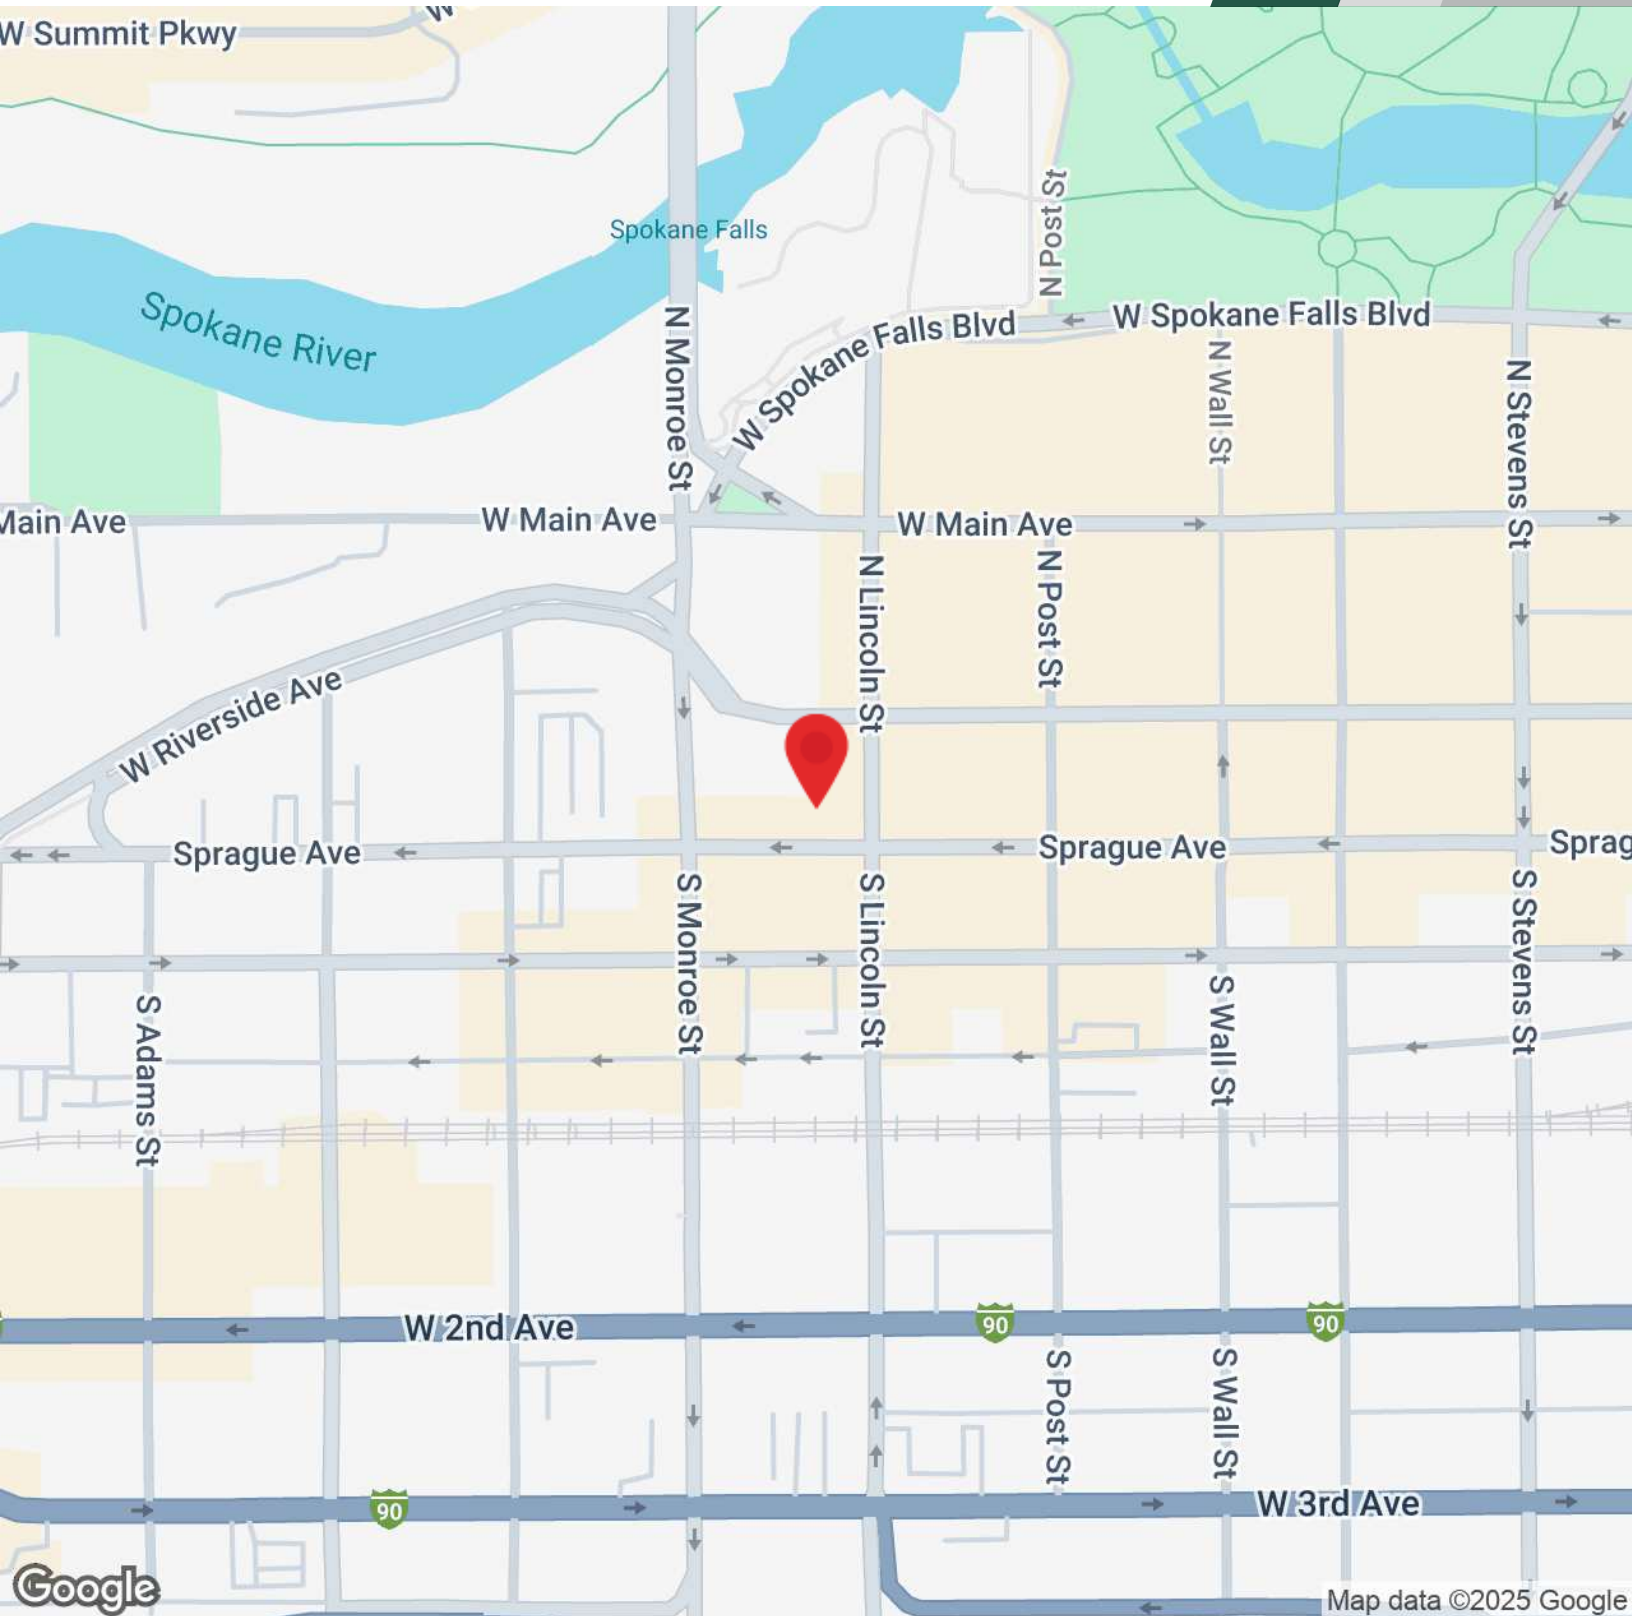 W Summit Pkwy
W
N Post St
Spokane Falls
Spokane River
W Spokane Falls Blvd
W Spokane Falls Blvd
N Monroe St
N Wall St
N Stevens St
Main Ave
W Main Ave
W Main Ave
N Lincoln St
N Post St
W Riverside Ave
Sprague Ave
Sprague Ave
Sprag
S Monroe St
S Lincoln St
S Stevens St
S Adams St
S Wall St
W 2nd Ave
90
90
S Post St
S Wall St
90
W 3rd Ave
Google
Map data ©2025 Google